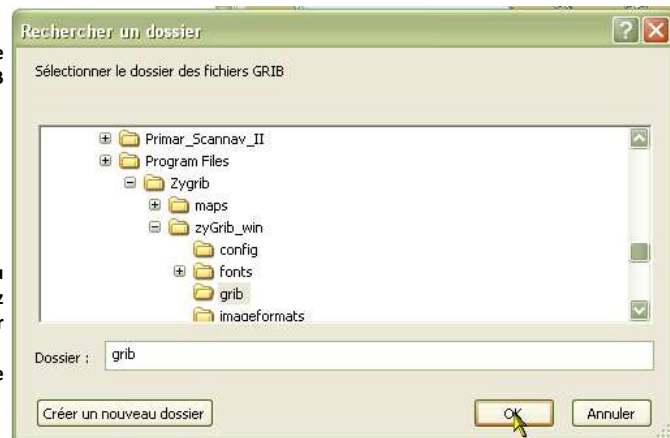 Rechercher un dossier
Sélectionner le dossier des fichiers GRIB
Primar_Scannav_II
Program Files
Zygrib
maps
zyGrib_win
config
fonts
grib
imageformats
Dossier : grib
Créer un nouveau dossier OK Annuler